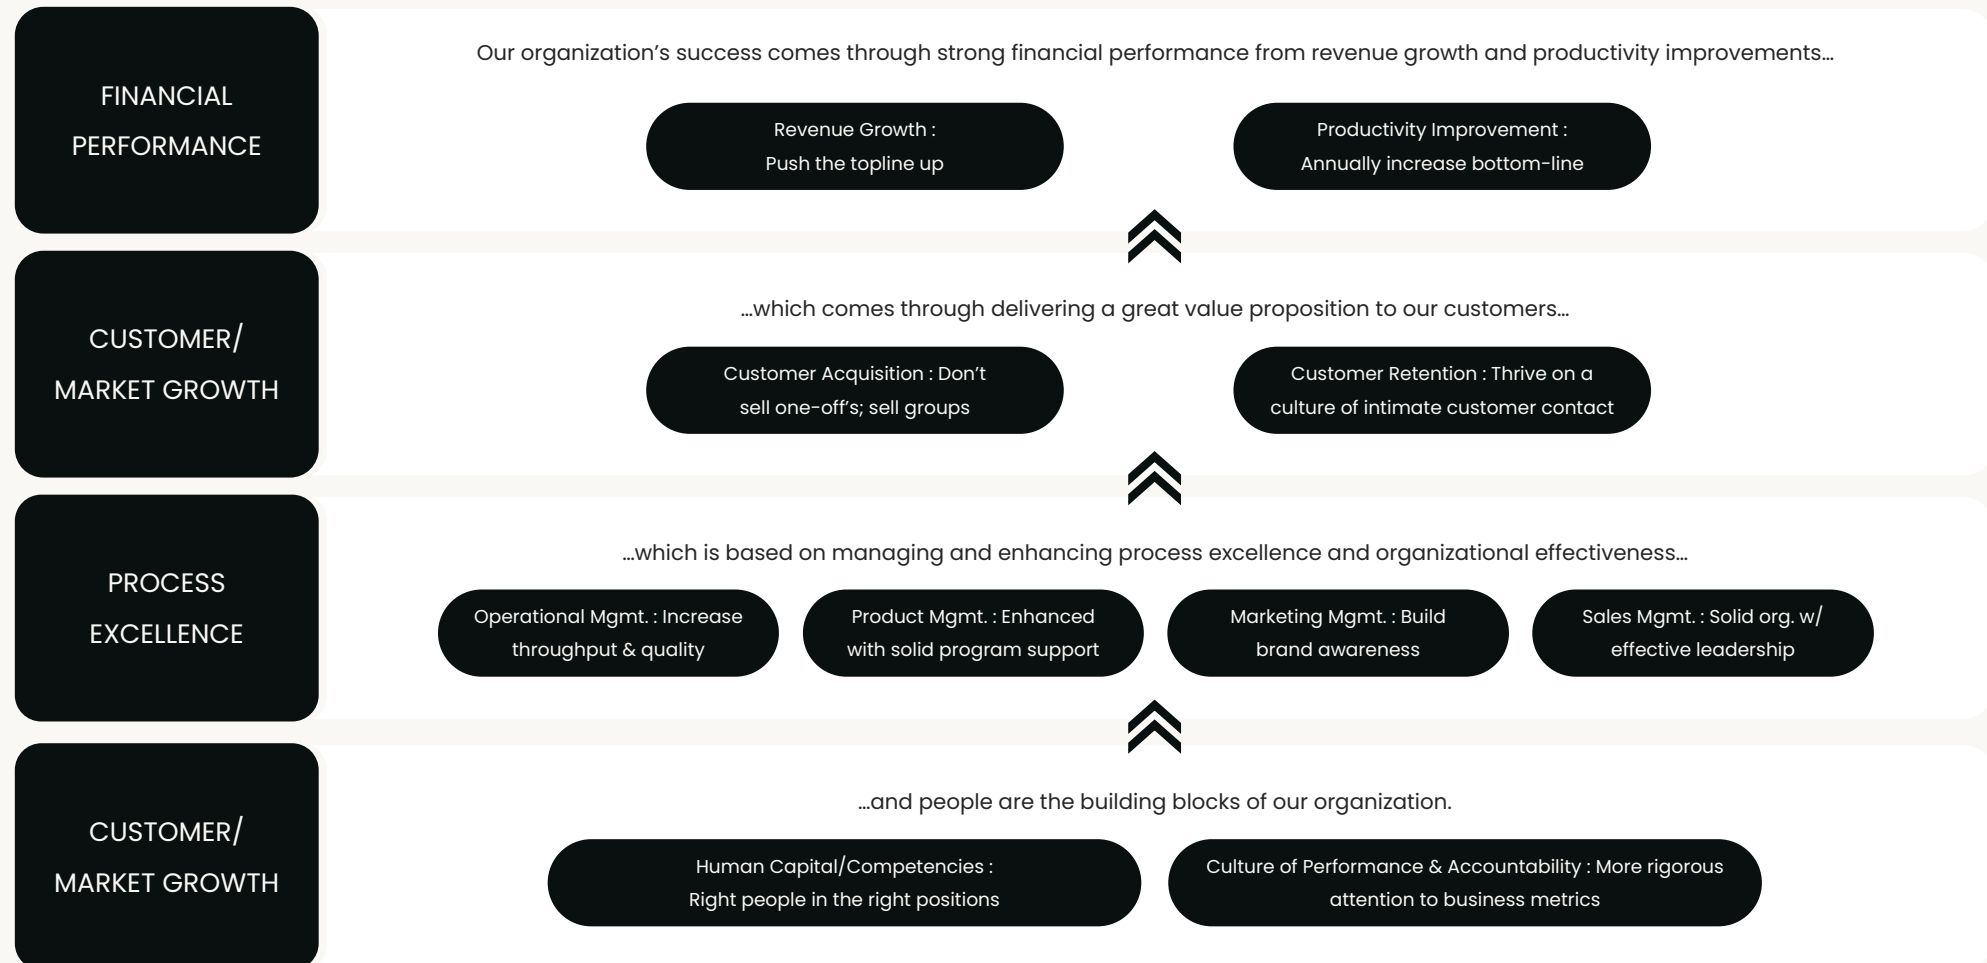 FINANCIAL
PERFORMANCE
Our organization’s success comes through strong financial performance from revenue growth and productivity improvements…
Revenue Growth :
Push the topline up
Productivity Improvement :
Annually increase bottom-line
CUSTOMER/
MARKET GROWTH
…which comes through delivering a great value proposition to our customers…
Customer Acquisition : Don’t
sell one-off’s; sell groups
Customer Retention : Thrive on a
culture of intimate customer contact
PROCESS
EXCELLENCE
…which is based on managing and enhancing process excellence and organizational effectiveness…
Operational Mgmt. : Increase
throughput & quality
Product Mgmt. : Enhanced
with solid program support
Marketing Mgmt. : Build
brand awareness
Sales Mgmt. : Solid org. w/
effective leadership
CUSTOMER/
MARKET GROWTH
…and people are the building blocks of our organization.
Human Capital/Competencies :
Right people in the right positions
Culture of Performance & Accountability : More rigorous
attention to business metrics